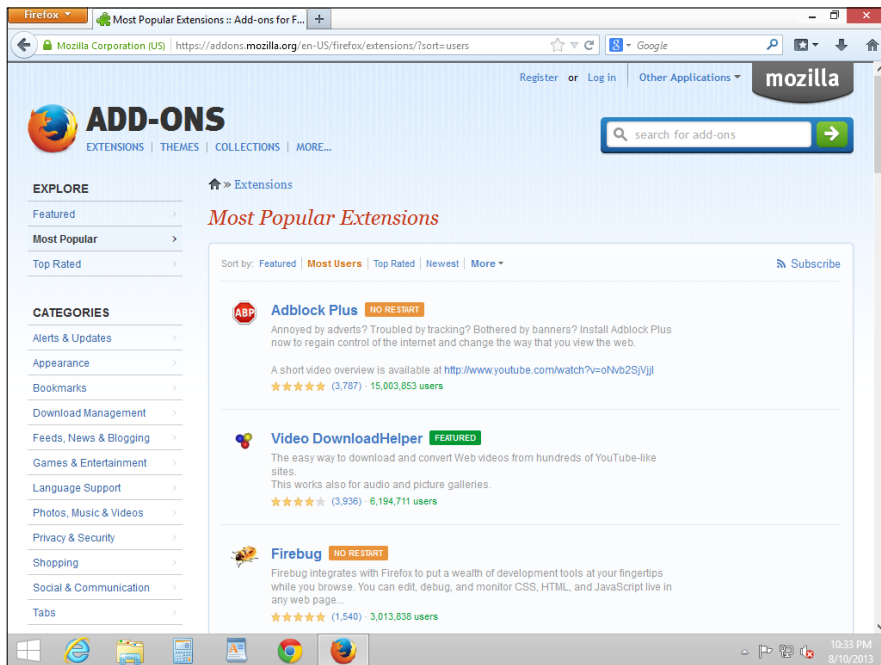 Firefox
Most Popular Extensions :: Add-ons for F...
Mozilla Corporation (US)
https://addons.mozilla.org/en-US/firefox/extensions/?sort=users
Google
Register or Log in
Other Applications
mozilla
ADD-ONS
EXTENSIONS | THEMES | COLLECTIONS | MORE...
search for add-ons
EXPLORE
Featured
Most Popular
Top Rated
CATEGORIES
Alerts & Updates
Appearance
Bookmarks
Download Management
Feeds, News & Blogging
Games & Entertainment
Language Support
Photos, Music & Videos
Privacy & Security
Shopping
Social & Communication
Tabs
» Extensions
Most Popular Extensions
Sort by: Featured | Most Users | Top Rated | Newest | More
Subscribe
ABP
Adblock Plus NO RESTART
Annoyed by adverts? Troubled by tracking? Bothered by banners? Install Adblock Plus
now to regain control of the internet and change the way that you view the web.
A short video overview is available at http://www.youtube.com/watch?v=oNvb2SjVjjI
(3,787) · 15,003,853 users
Video DownloadHelper FEATURED
The easy way to download and convert Web videos from hundreds of YouTube-like
sites.
This works also for audio and picture galleries.
(3,936) · 6,194,711 users
Firebug NO RESTART
Firebug integrates with Firefox to put a wealth of development tools at your fingertips
while you browse. You can edit, debug, and monitor CSS, HTML, and JavaScript live in
any web page...
(1,540) · 3,013,838 users
10:33 PM
8/10/2013